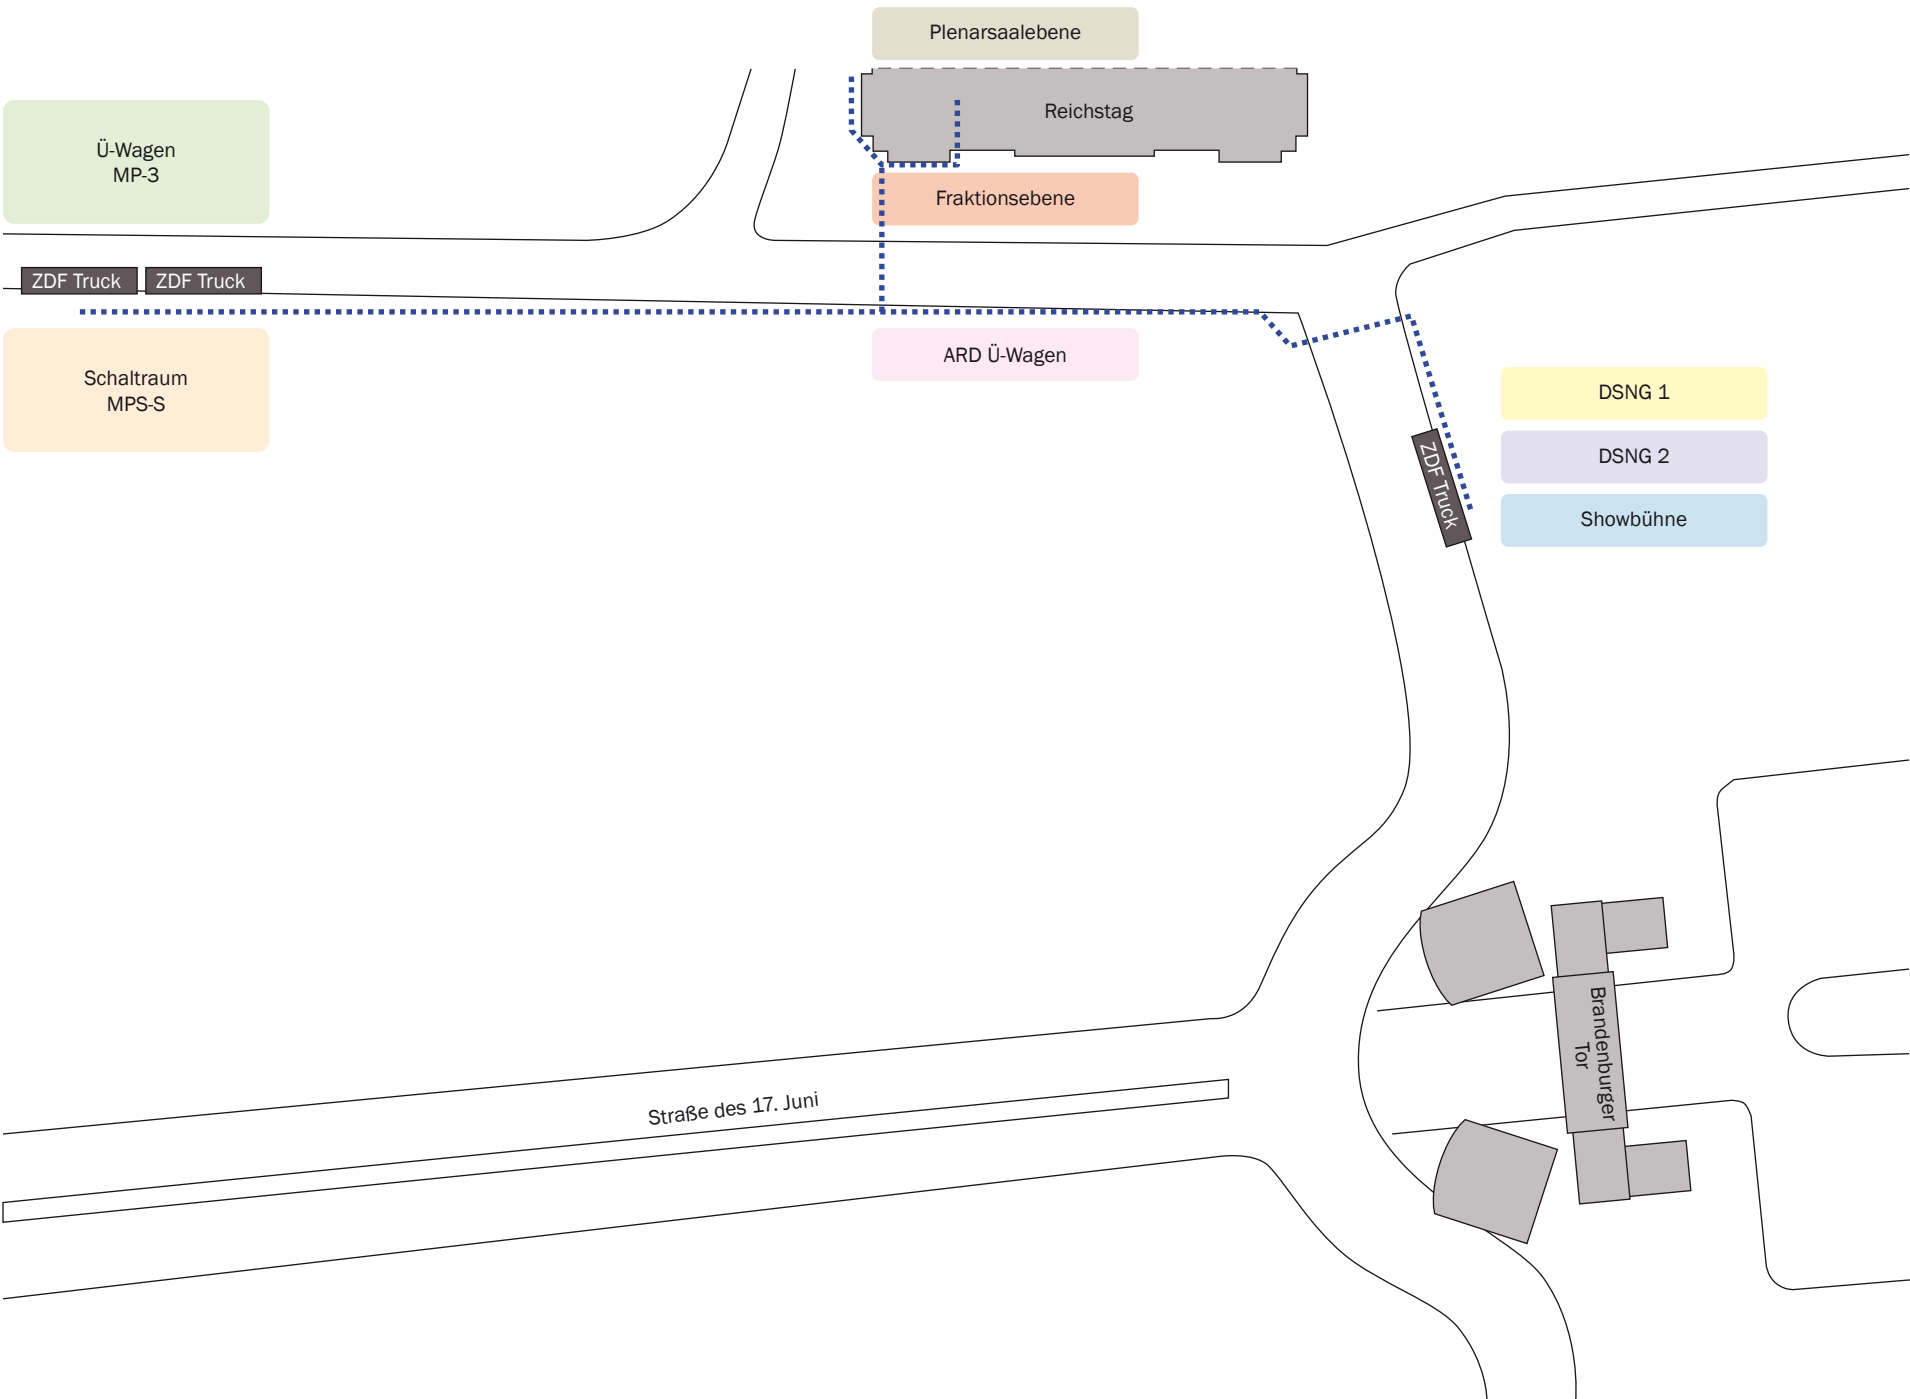 Plenarsaalebene
Reichstag
Ü-Wagen
MP-3
Fraktionsebene
ZDF Truck
ZDF Truck
ARD Ü-Wagen
Schaltraum
MPS-S
DSNG 1
DSNG 2
ZDF Truck
Showbühne
Brandenburger
Tor
Straße des 17. Juni